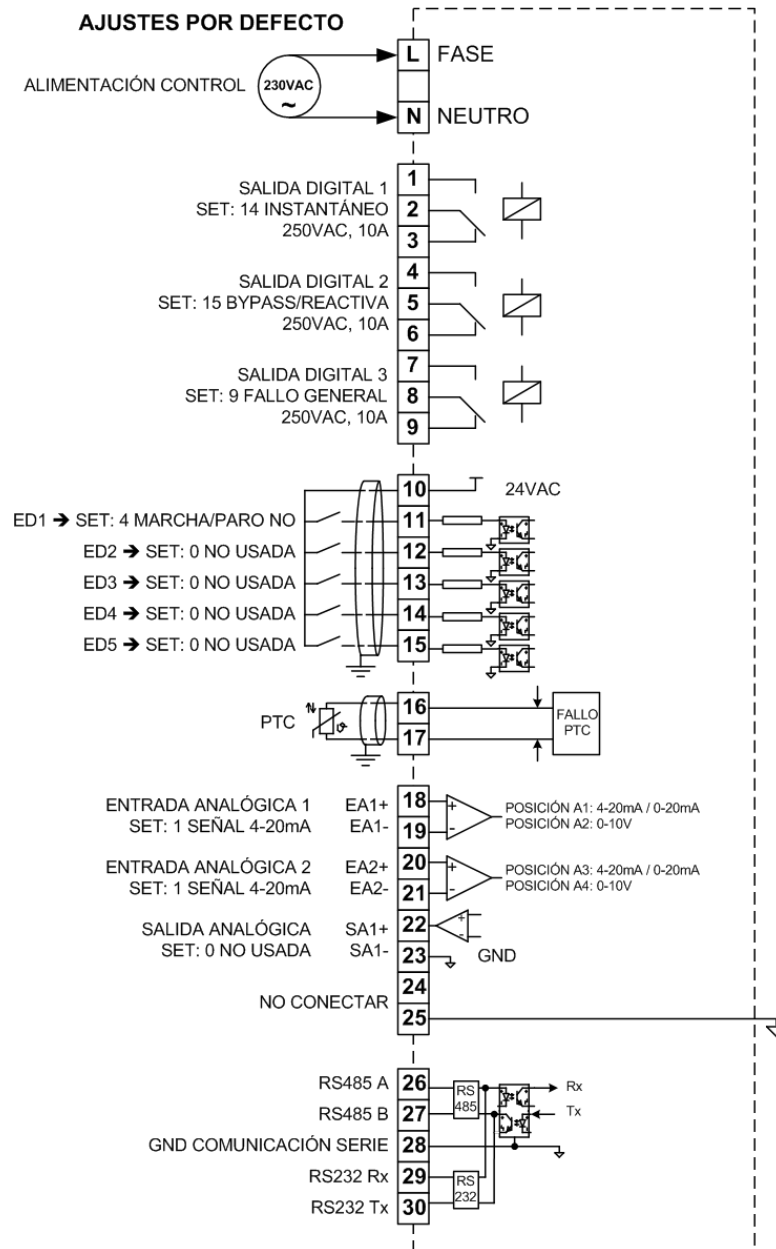 AJUSTES POR DEFECTO
L FASE
ALIMENTACIÓN CONTROL 230VAC ~
N NEUTRO
1
SALIDA DIGITAL 1
SET: 14 INSTANTÁNEO 2
250VAC, 10A 3
4
SALIDA DIGITAL 2
SET: 15 BYPASS/REACTIVA 5
250VAC, 10A 6
7
SALIDA DIGITAL 3
SET: 9 FALLO GENERAL 8
250VAC, 10A 9
10 24VAC
ED1 → SET: 4 MARCHA/PARO NO 11
ED2 → SET: 0 NO USADA 12
ED3 → SET: 0 NO USADA 13
ED4 → SET: 0 NO USADA 14
ED5 → SET: 0 NO USADA 15
16
PTC
17
FALLO
PTC
ENTRADA ANALÓGICA 1 EA1+ 18 + POSICIÓN A1: 4-20mA / 0-20mA
SET: 1 SEÑAL 4-20mA EA1- 19 - POSICIÓN A2: 0-10V
ENTRADA ANALÓGICA 2 EA2+ 20 + POSICIÓN A3: 4-20mA / 0-20mA
SET: 1 SEÑAL 4-20mA EA2- 21 - POSICIÓN A4: 0-10V
SALIDA ANALÓGICA SA1+ 22 + -
SET: 0 NO USADA SA1- 23 GND
24
NO CONECTAR
25
RS485 A 26 RS 485 Rx
RS485 B 27 Tx
GND COMUNICACIÓN SERIE 28
RS232 Rx 29 RS 232
RS232 Tx 30